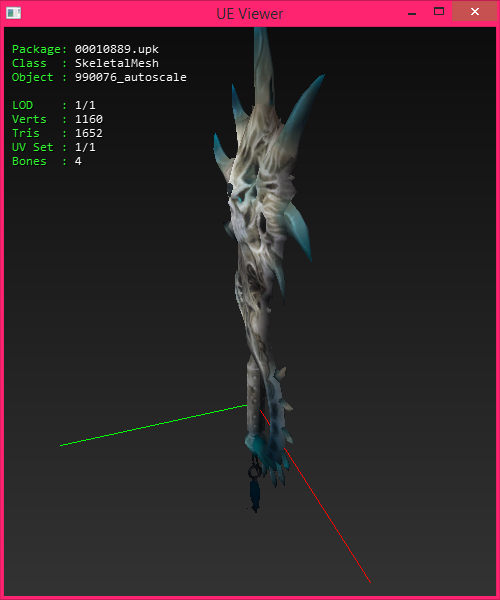 UE Viewer
Package: 00010889.upk
Class  : SkeletalMesh
Object : 990076_autoscale
LOD    : 1/1
Verts  : 1160
Tris   : 1652
UV Set : 1/1
Bones  : 4